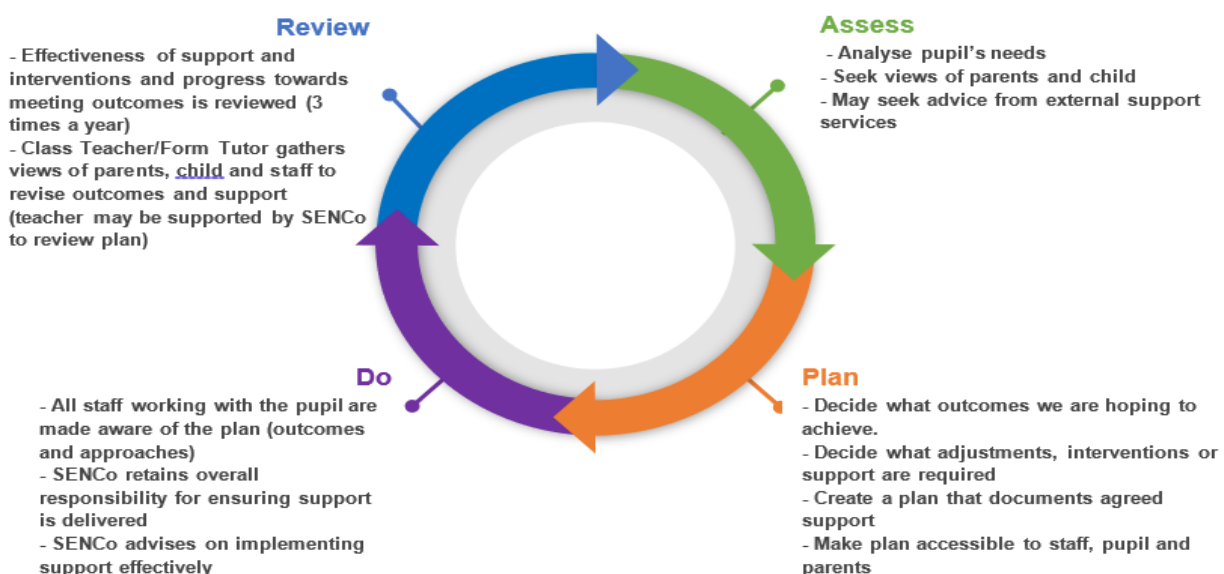 Review
- Effectiveness of support and
interventions and progress towards
meeting outcomes is reviewed (3
times a year)
- Class Teacher/Form Tutor gathers
views of parents, child and staff to
revise outcomes and support
(teacher may be supported by SENCo
to review plan)
Assess
- Analyse pupil's needs
- Seek views of parents and child
- May seek advice from external support
services
Do
- All staff working with the pupil are
made aware of the plan (outcomes
and approaches)
- SENCo retains overall
responsibility for ensuring support
is delivered
- SENCo advises on implementing
support effectively
Plan
- Decide what outcomes we are hoping to
achieve.
- Decide what adjustments, interventions or
support are required
- Create a plan that documents agreed
support
- Make plan accessible to staff, pupil and
parents